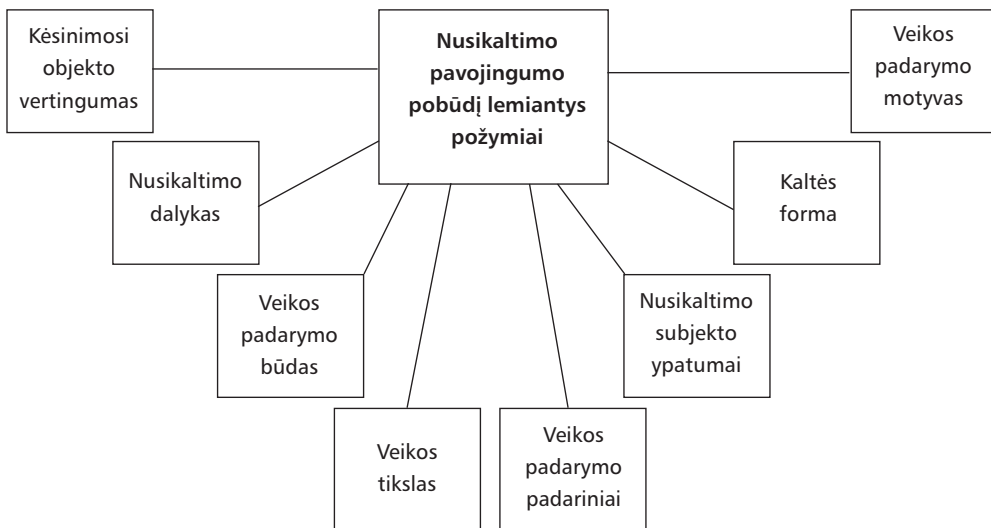 Kėsinimosi
objekto
vertingumas
Nusikaltimo
pavojingumo
pobūdį lemiantys
požymiai
Veikos
padarymo
motyvas
Nusikaltimo
dalykas
Kaltės
forma
Veikos
padarymo
būdas
Nusikaltimo
subjekto
ypatumai
Veikos
tikslas
Veikos
padarymo
padariniai